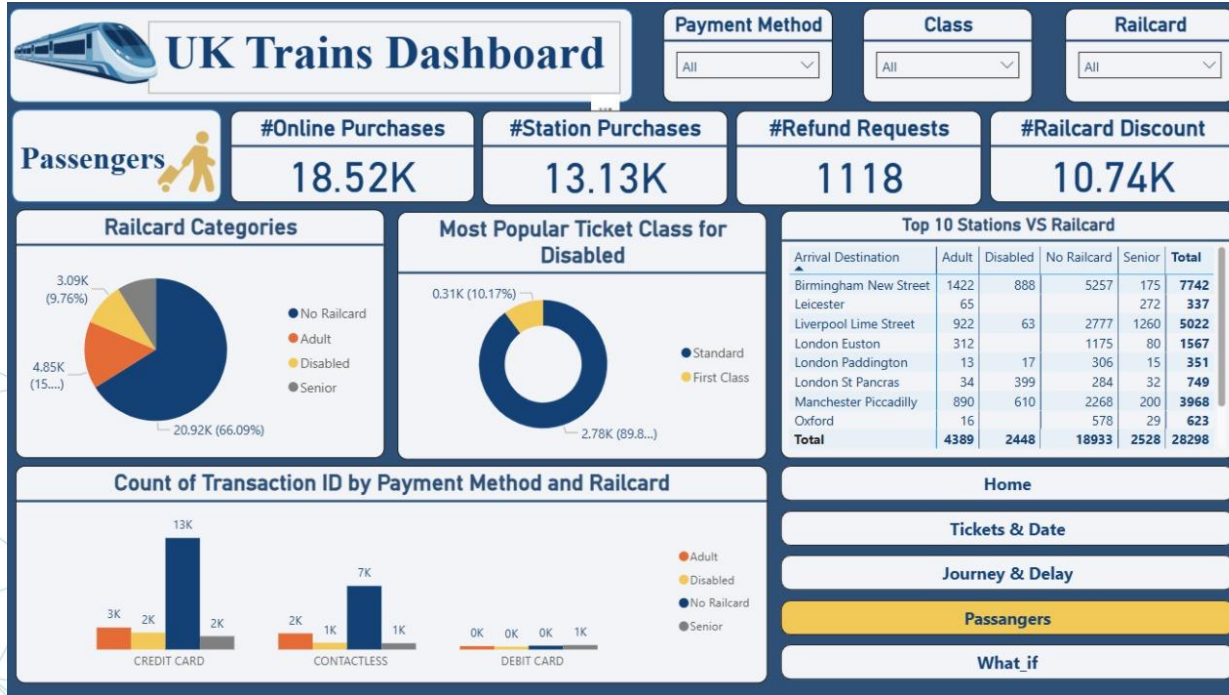 UK Trains Dashboard
Payment Method
All
Class
All
Railcard
All
Passengers
#Online Purchases
18.52K
#Station Purchases
13.13K
#Refund Requests
1118
#Railcard Discount
10.74K
Railcard Categories
3.09K
(9.76%)
4.85K
(15....)
20.92K (66.09%)
No Railcard
Adult
Disabled
Senior
Most Popular Ticket Class for
Disabled
0.31K (10.17%)
2.78K (89.8...)
Standard
First Class
Top 10 Stations VS Railcard
Arrival Destination Adult Disabled No Railcard Senior Total
Birmingham New Street 1422 888 5257 175 7742
Leicester 65 272 337
Liverpool Lime Street 922 63 2777 1260 5022
London Euston 312 1175 80 1567
London Paddington 13 17 306 15 351
London St Pancras 34 399 284 32 749
Manchester Piccadilly 890 610 2268 200 3968
Oxford 16 578 29 623
Total 4389 2448 18933 2528 28298
Count of Transaction ID by Payment Method and Railcard
3K 2K 13K 2K
2K 1K 7K 1K
0K 0K 0K 1K
CREDIT CARD CONTACTLESS DEBIT CARD
Adult
Disabled
No Railcard
Senior
Home
Tickets & Date
Journey & Delay
Passangers
What_if